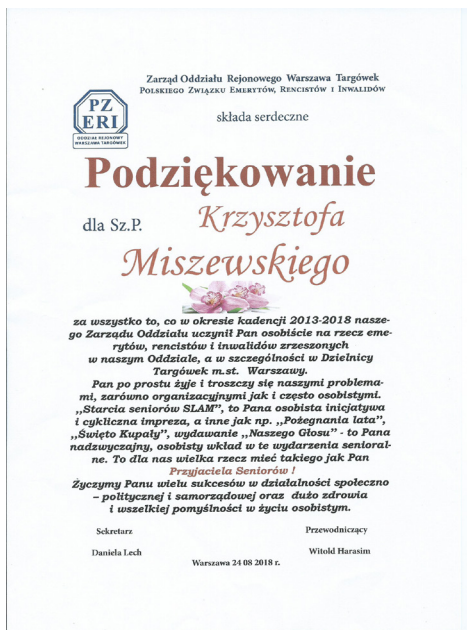 Zarząd Oddziału Rejonowego Warszawa Targówek
Polskiego Związku Emerytów, Rencistów i Inwalidów
PZ
ERI
ODDZIAŁ REJONOWY
WARSZAWA TARGÓWEK
składa serdeczne
Podziękowanie
dla Sz.P. Krzysztofa
Miszewskiego
za wszystko to, co w okresie kadencji 2013-2018 nasze-
go Zarządu Oddziału uczynił Pan osobiście na rzecz eme-
rytów, rencistów i inwalidów zrzeszonych
w naszym Oddziale, a w szczególności w Dzielnicy
Targówek m.st. Warszawy.
Pan po prostu żyje i troszczy się naszymi problema-
mi, zarówno organizacyjnymi jak i często osobistymi.
,,Starcia seniorów SLAM”, to Pana osobista inicjatywa
i cykliczna impreza, a inne jak np. ,,Pożegnania lata”,
,,Święto Kupały”, wydawanie ,,Naszego Głosu” - to Pana
nadzwyczajny, osobisty wkład w te wydarzenia senioral-
ne. To dla nas wielka rzecz mieć takiego jak Pan
Przyjaciela Seniorów !
Życzymy Panu wielu sukcesów w działalności społeczno
– politycznej i samorządowej oraz dużo zdrowia
i wszelkiej pomyślności w życiu osobistym.
Sekretarz Przewodniczący
Daniela Lech Witold Harasim
Warszawa 24 08 2018 r.